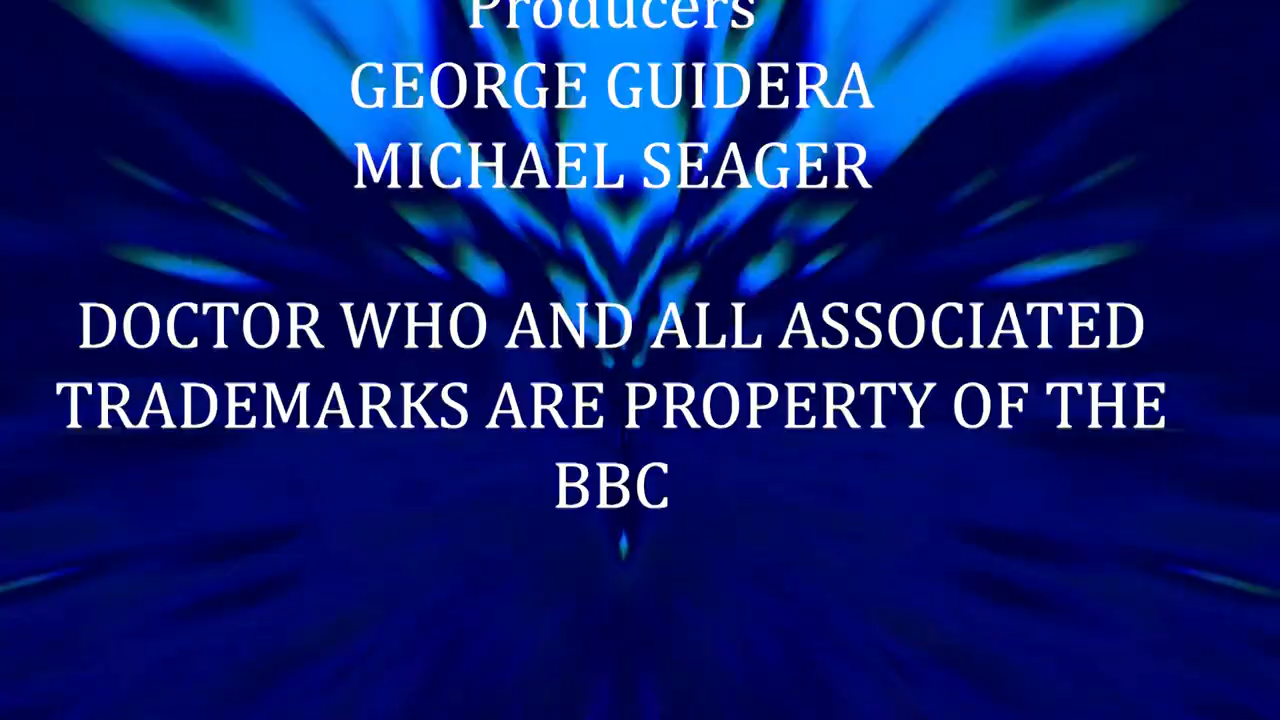 Producers
GEORGE GUIDERA
MICHAEL SEAGER
DOCTOR WHO AND ALL ASSOCIATED
TRADEMARKS ARE PROPERTY OF THE
BBC